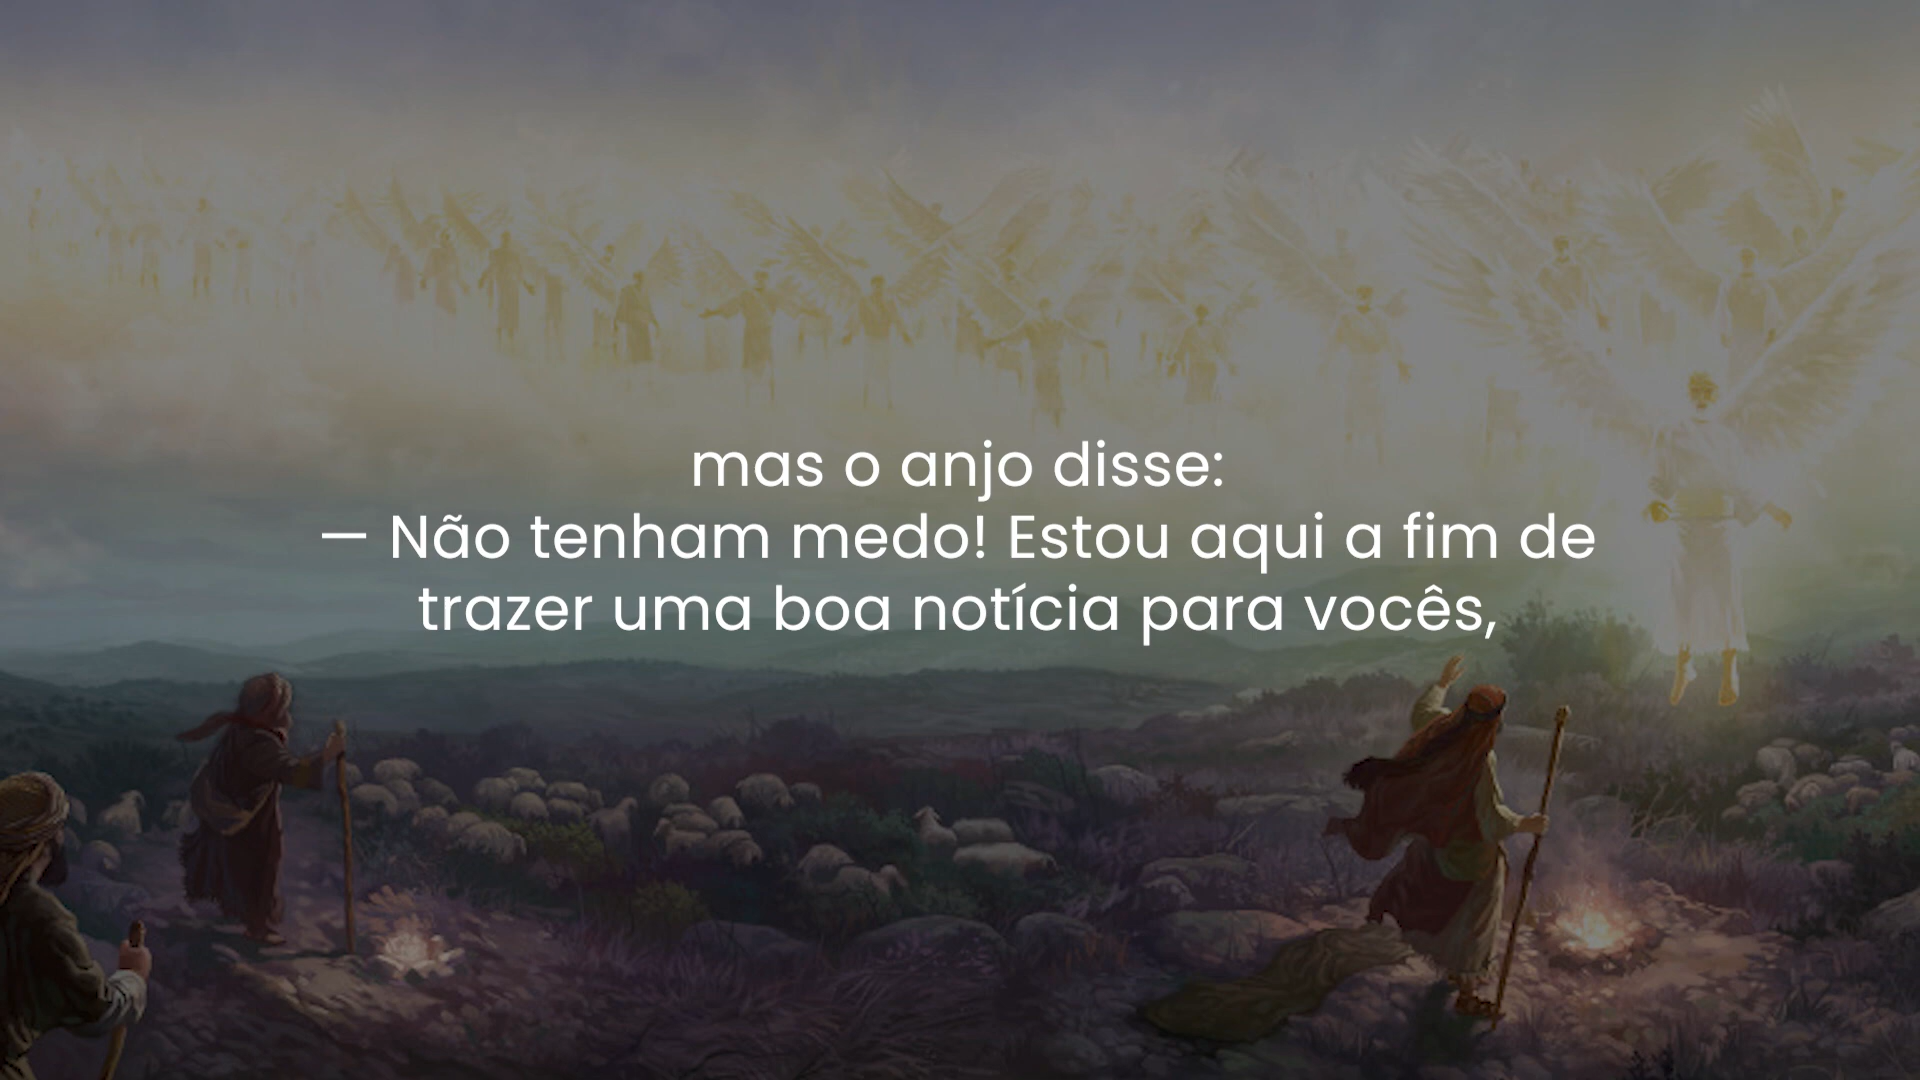 mas o anjo disse:
— Não tenham medo! Estou aqui a fim de
trazer uma boa notícia para vocês,